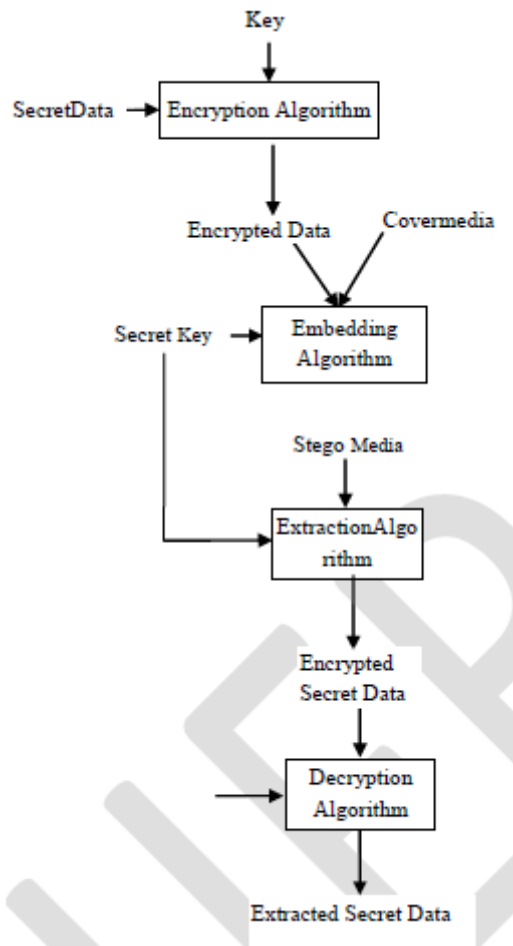 Key
SecretData
Encryption Algorithm
Encrypted Data
Covermedia
Secret Key
Embedding
Algorithm
Stego Media
ExtractionAlgo
rithm
Encrypted
Secret Data
Decryption
Algorithm
Extracted Secret Data